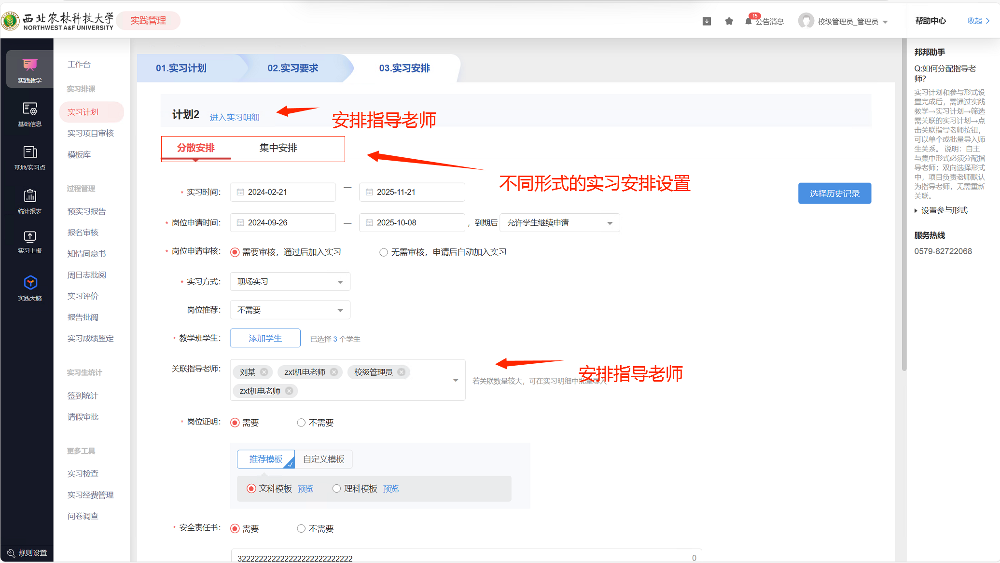 西北农林科技大学
NORTHWEST A&F UNIVERSITY
实践管理
15
公告消息
校级管理员_管理员
帮助中心
收起
实践教学
基础信息
基地/实习点
统计报表
实习上报
实践大脑
规则设置
工作台
实习排课
实习计划
实习项目审核
模板库
过程管理
预实习报告
报名审核
知情同意书
周日志批阅
实习评价
报告批阅
实习成绩鉴定
实习生统计
签到统计
请假审批
更多工具
实习检查
实习经费管理
问卷调查
01.实习计划
02.实习要求
03.实习安排
计划2
进入实习明细
安排指导老师
分散安排
集中安排
不同形式的实习安排设置
* 实习时间： 2024-02-21 — 2025-11-21
选择历史记录
* 岗位申请时间： 2024-09-26 — 2025-10-08 ，到期后 允许学生继续申请
* 岗位申请审核： 需要审核，通过后加入实习 无需审核，申请后自动加入实习
* 实习方式： 现场实习
岗位推荐： 不需要
* 教学班学生： 添加学生 已选择 3 个学生
关联指导老师： 刘某 zxt机电老师 校级管理员
zxt机电老师
若关联数量较大，可在实习明细中批量导入
安排指导老师
* 岗位证明： 需要 不需要
推荐模板 自定义模板
文科模板 预览 理科模板 预览
* 安全责任书： 需要 不需要
3222222222222222222222222222 0
邦邦助手
Q:如何分配指导老
师?
实习计划和参与形式设
置完成后，需通过实践
教学→实习计划→筛选
需关联的实习计划→点
击关联指导老师按钮，
可以单个或批量导入师
生关系。 说明：自主
与集中形式必须分配指
导老师；双向选择形式
中，项目负责老师默认
为指导老师，无需重新
关联。
设置参与形式
服务热线
0579-82722068